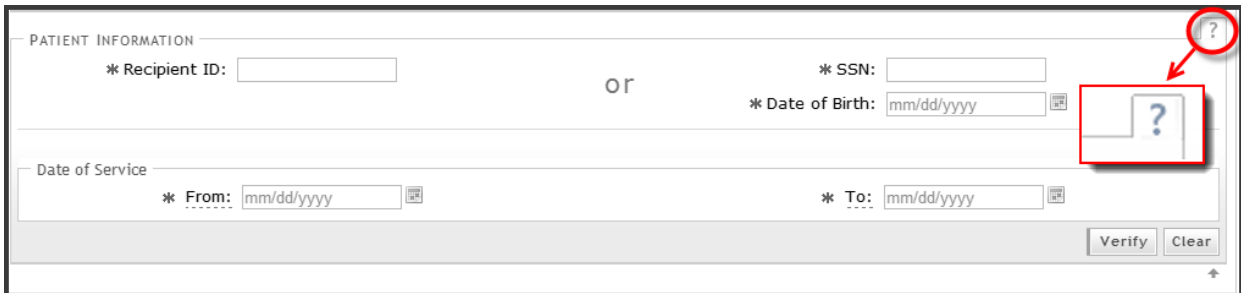 PATIENT INFORMATION
?
* Recipient ID:
or
* SSN:
* Date of Birth: mm/dd/yyyy
?
Date of Service
* From: mm/dd/yyyy
* To: mm/dd/yyyy
Verify
Clear